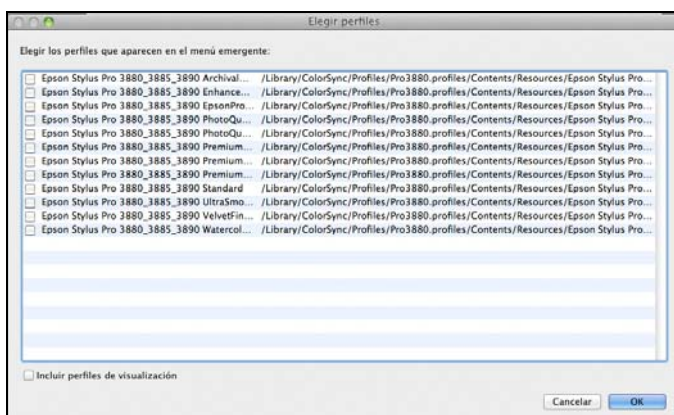 Elegir perfiles
Elegir los perfiles que aparecen en el menú emergente:
Epson Stylus Pro 3880_3885_3890 Archival... /Library/ColorSync/Profiles/Pro3880.profiles/Contents/Resources/Epson Stylus Pro...
Epson Stylus Pro 3880_3885_3890 Enhance... /Library/ColorSync/Profiles/Pro3880.profiles/Contents/Resources/Epson Stylus Pro...
Epson Stylus Pro 3880_3885_3890 EpsonPro... /Library/ColorSync/Profiles/Pro3880.profiles/Contents/Resources/Epson Stylus Pro...
Epson Stylus Pro 3880_3885_3890 PhotoQu... /Library/ColorSync/Profiles/Pro3880.profiles/Contents/Resources/Epson Stylus Pro...
Epson Stylus Pro 3880_3885_3890 PhotoQu... /Library/ColorSync/Profiles/Pro3880.profiles/Contents/Resources/Epson Stylus Pro...
Epson Stylus Pro 3880_3885_3890 Premium... /Library/ColorSync/Profiles/Pro3880.profiles/Contents/Resources/Epson Stylus Pro...
Epson Stylus Pro 3880_3885_3890 Premium... /Library/ColorSync/Profiles/Pro3880.profiles/Contents/Resources/Epson Stylus Pro...
Epson Stylus Pro 3880_3885_3890 Premium... /Library/ColorSync/Profiles/Pro3880.profiles/Contents/Resources/Epson Stylus Pro...
Epson Stylus Pro 3880_3885_3890 Standard /Library/ColorSync/Profiles/Pro3880.profiles/Contents/Resources/Epson Stylus Pro...
Epson Stylus Pro 3880_3885_3890 UltraSmo... /Library/ColorSync/Profiles/Pro3880.profiles/Contents/Resources/Epson Stylus Pro...
Epson Stylus Pro 3880_3885_3890 VelvetFin... /Library/ColorSync/Profiles/Pro3880.profiles/Contents/Resources/Epson Stylus Pro...
Epson Stylus Pro 3880_3885_3890 Watercol... /Library/ColorSync/Profiles/Pro3880.profiles/Contents/Resources/Epson Stylus Pro...
Incluir perfiles de visualización
Cancelar OK